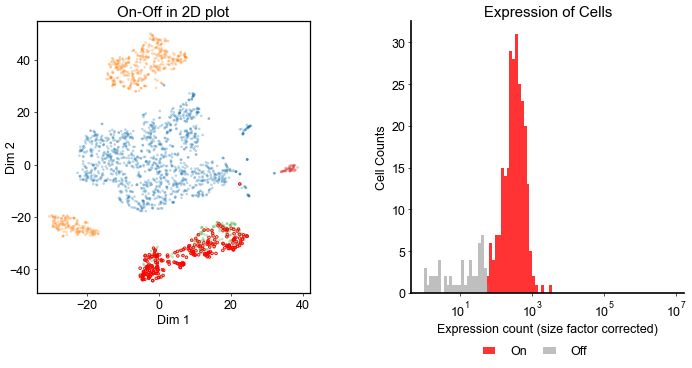 On-Off in 2D plot
Expression of Cells
Dim 2
40
20
0
−20
−40
−20
0
20
40
Dim 1
Cell Counts
30
25
20
15
10
5
0
10^1
10^3
10^5
10^7
Expression count (size factor corrected)
On
Off